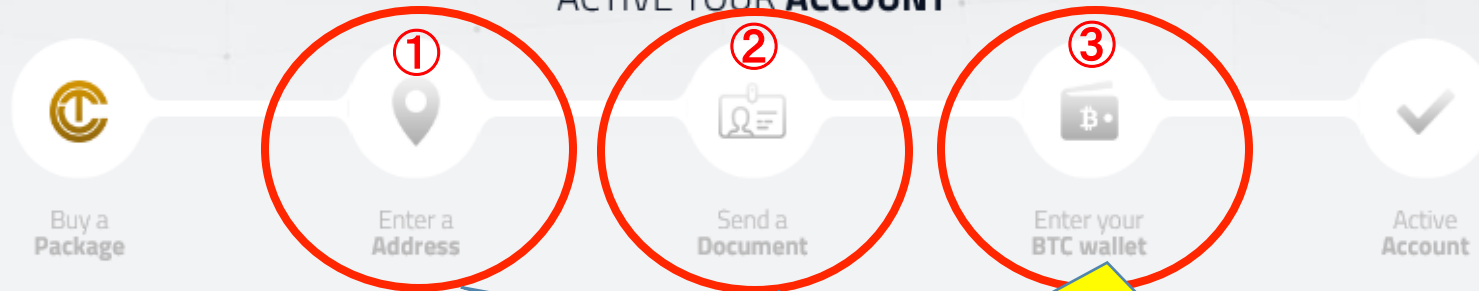 ACTIVE YOUR ACCOUNT
①
②
③
Buy a
Package
Enter a
Address
Send a
Document
Enter your
BTC wallet
Active
Account